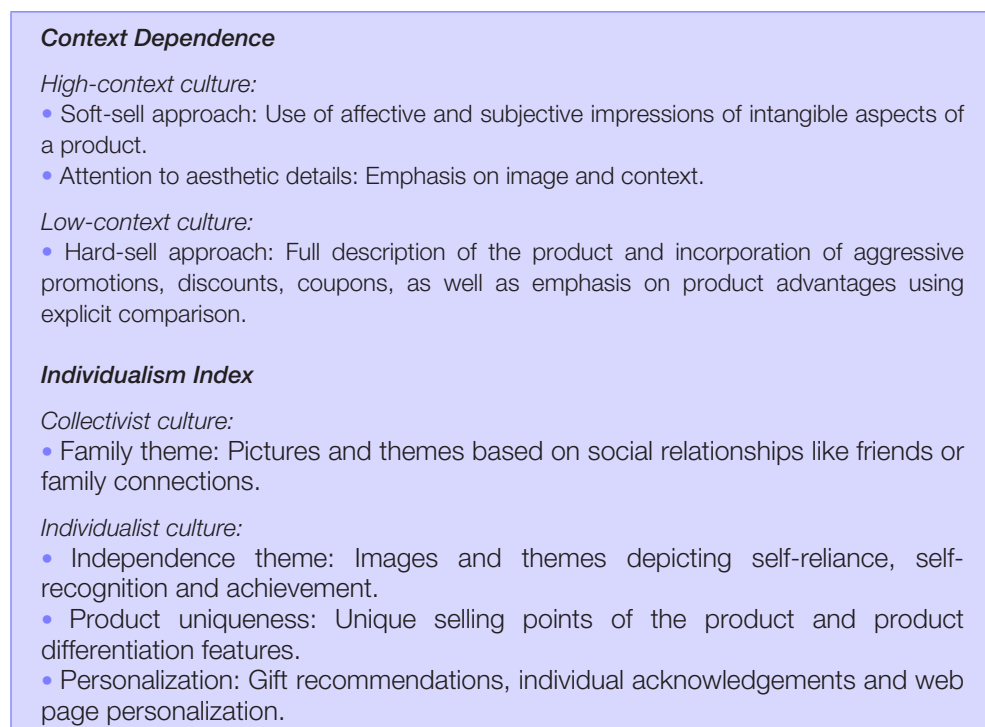 Context Dependence
High-context culture:
• Soft-sell approach: Use of affective and subjective impressions of intangible aspects of
a product.
• Attention to aesthetic details: Emphasis on image and context.
Low-context culture:
• Hard-sell approach: Full description of the product and incorporation of aggressive
promotions, discounts, coupons, as well as emphasis on product advantages using
explicit comparison.
Individualism Index
Collectivist culture:
• Family theme: Pictures and themes based on social relationships like friends or
family connections.
Individualist culture:
• Independence theme: Images and themes depicting self-reliance, self-
recognition and achievement.
• Product uniqueness: Unique selling points of the product and product
differentiation features.
• Personalization: Gift recommendations, individual acknowledgements and web
page personalization.